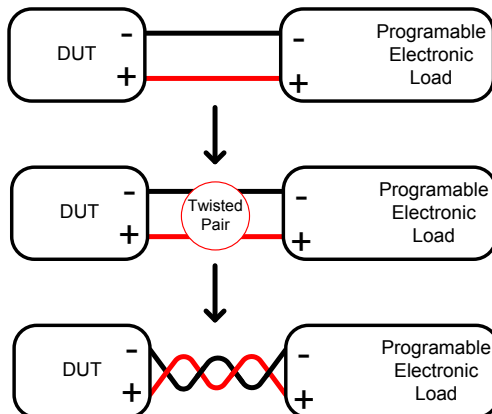 DUT
-
+
-
+
Programable
Electronic
Load
DUT
-
+
Twisted
Pair
-
+
Programable
Electronic
Load
DUT
-
+
-
+
Programable
Electronic
Load